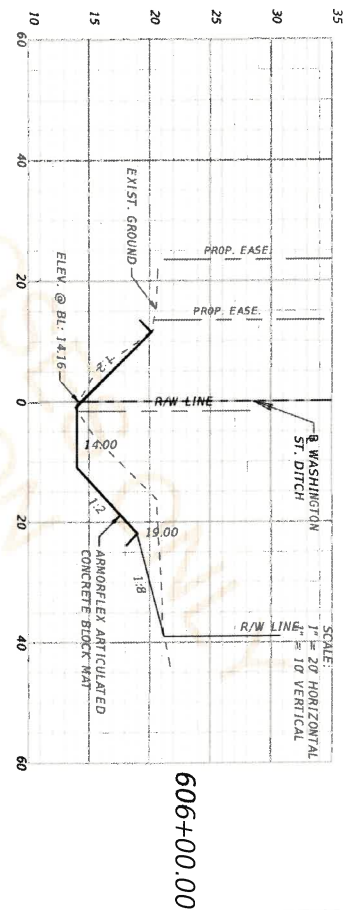 35
30
25
20
15
10
60
40
20
0
20
40
60
SCALE:
1" = 20' HORIZONTAL
1" = 10' VERTICAL
PROP. EASE.
PROP. EASE.
R/W LINE
R/W LINE
B WASHINGTON
ST. DITCH
EXIST. GROUND
ELEV. @ BL: 14.16
1:2
14.00
1:2
19.00
1:8
ARMORFLEX ARTICULATED
CONCRETE BLOCK MAT
606+00.00